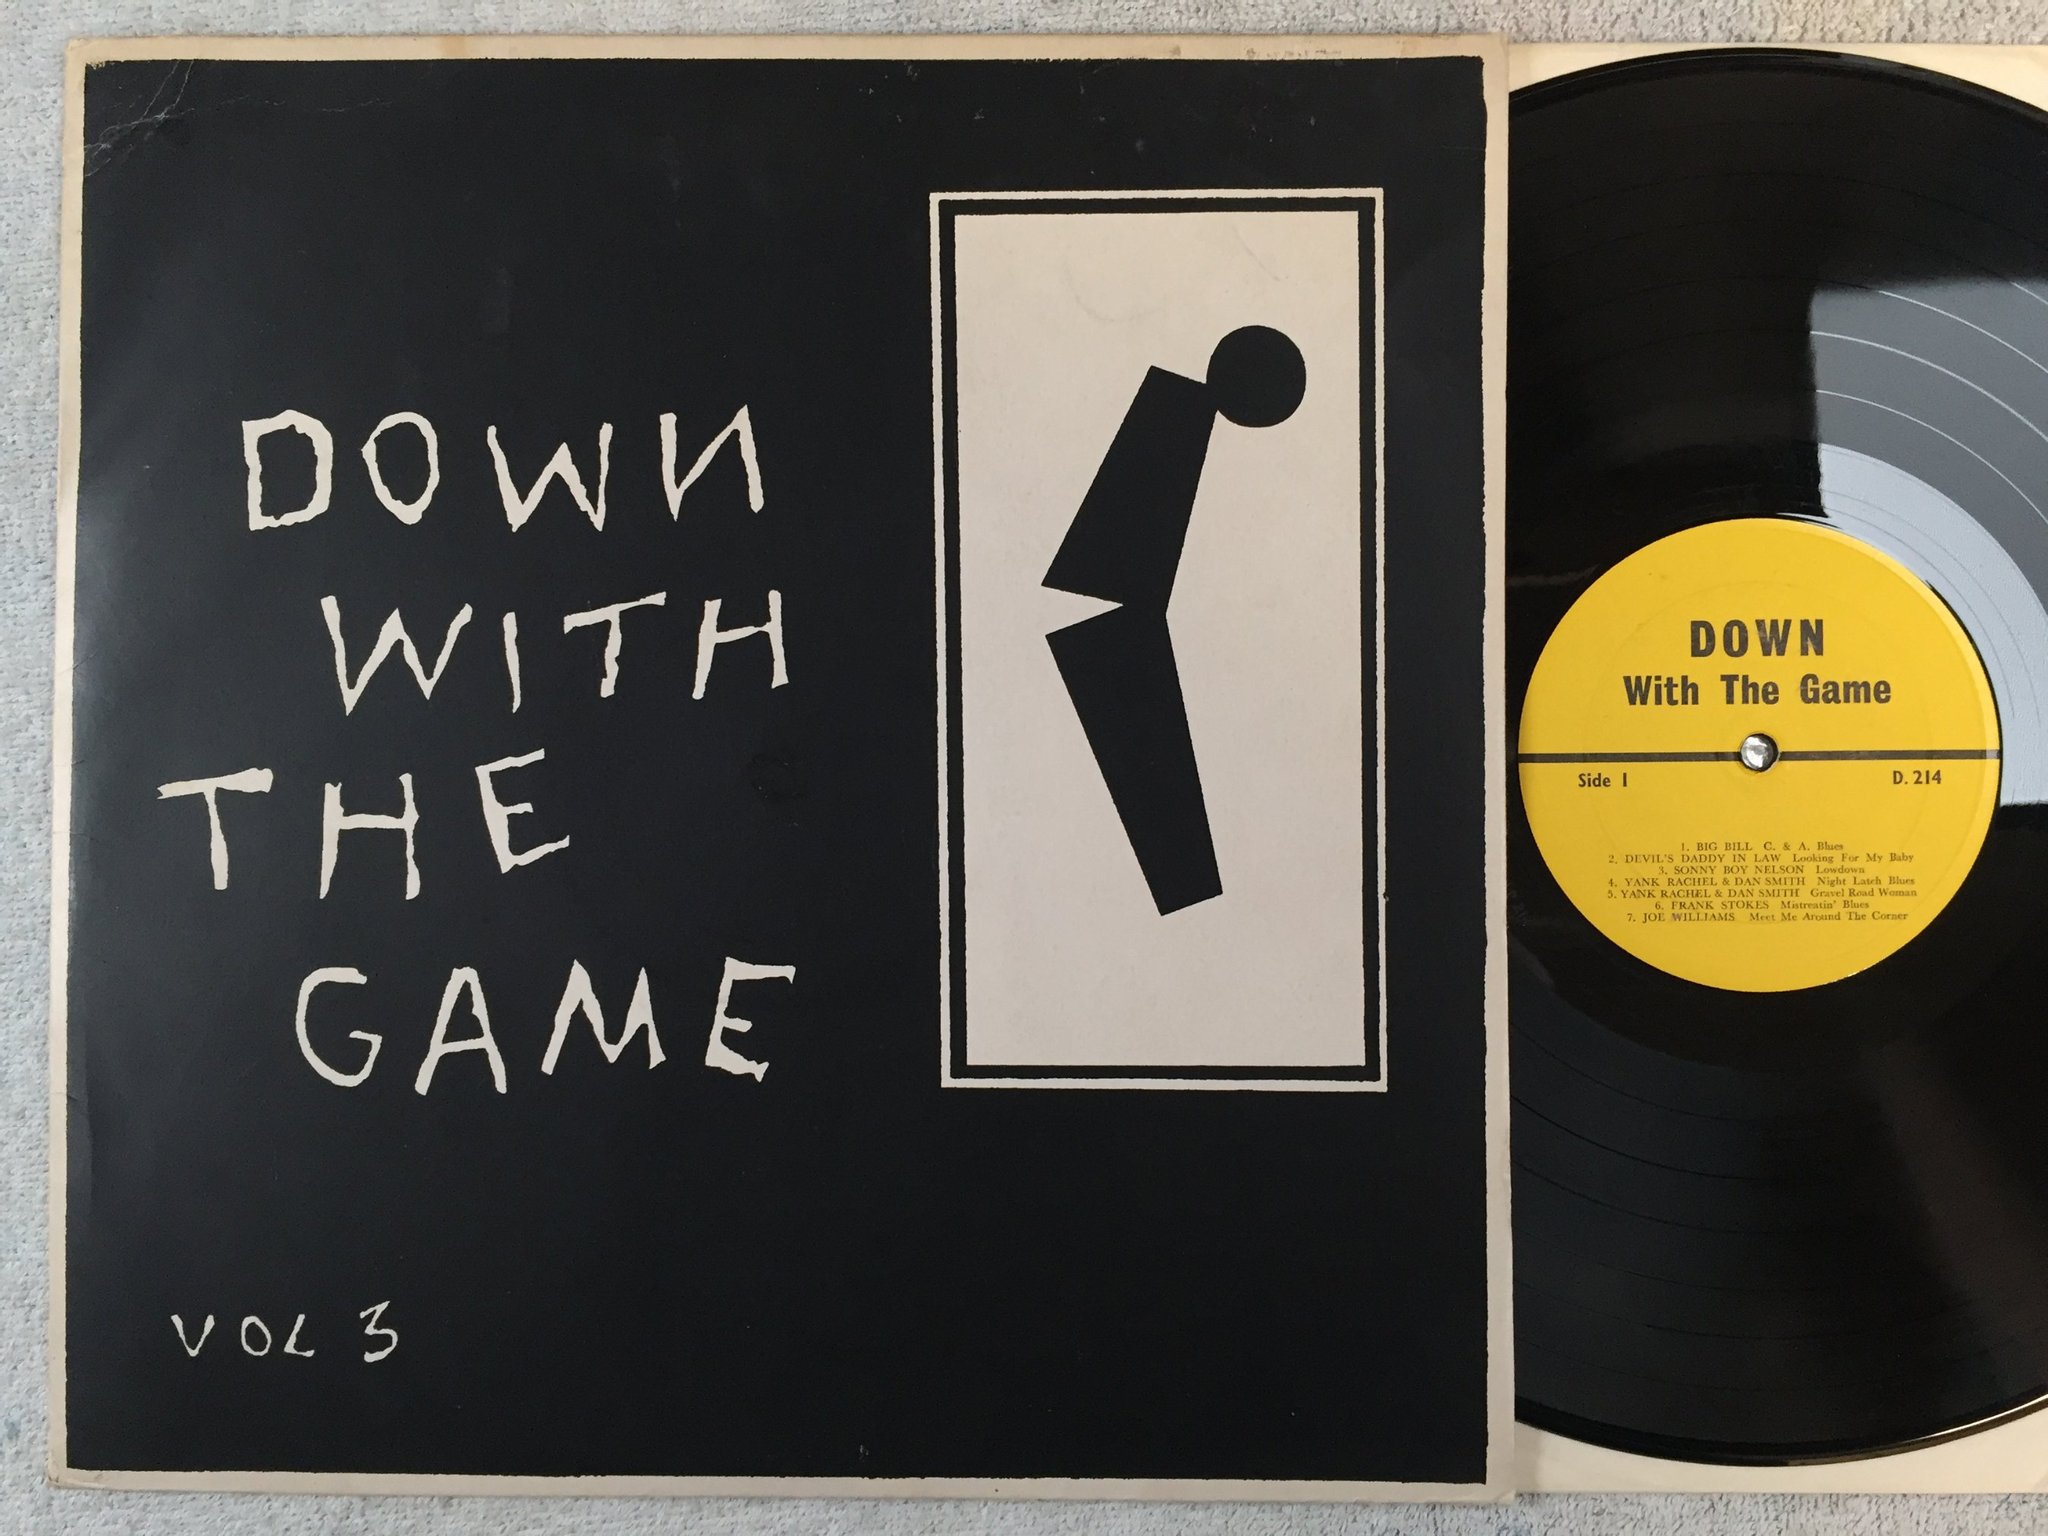 DOWN
WITH
THE
GAME
VOL 3
DOWN
With The Game
Side 1 D. 214
1. BIG BILL C. & A. Blues
2. DEVIL'S DADDY IN LAW Looking For My Baby
3. SONNY BOY NELSON Lowdown
4. YANK RACHEL & DAN SMITH Night Latch Blues
5. YANK RACHEL & DAN SMITH Gravel Road Woman
6. FRANK STOKES Mistreatin' Blues
7. JOE WILLIAMS Meet Me Around The Corner